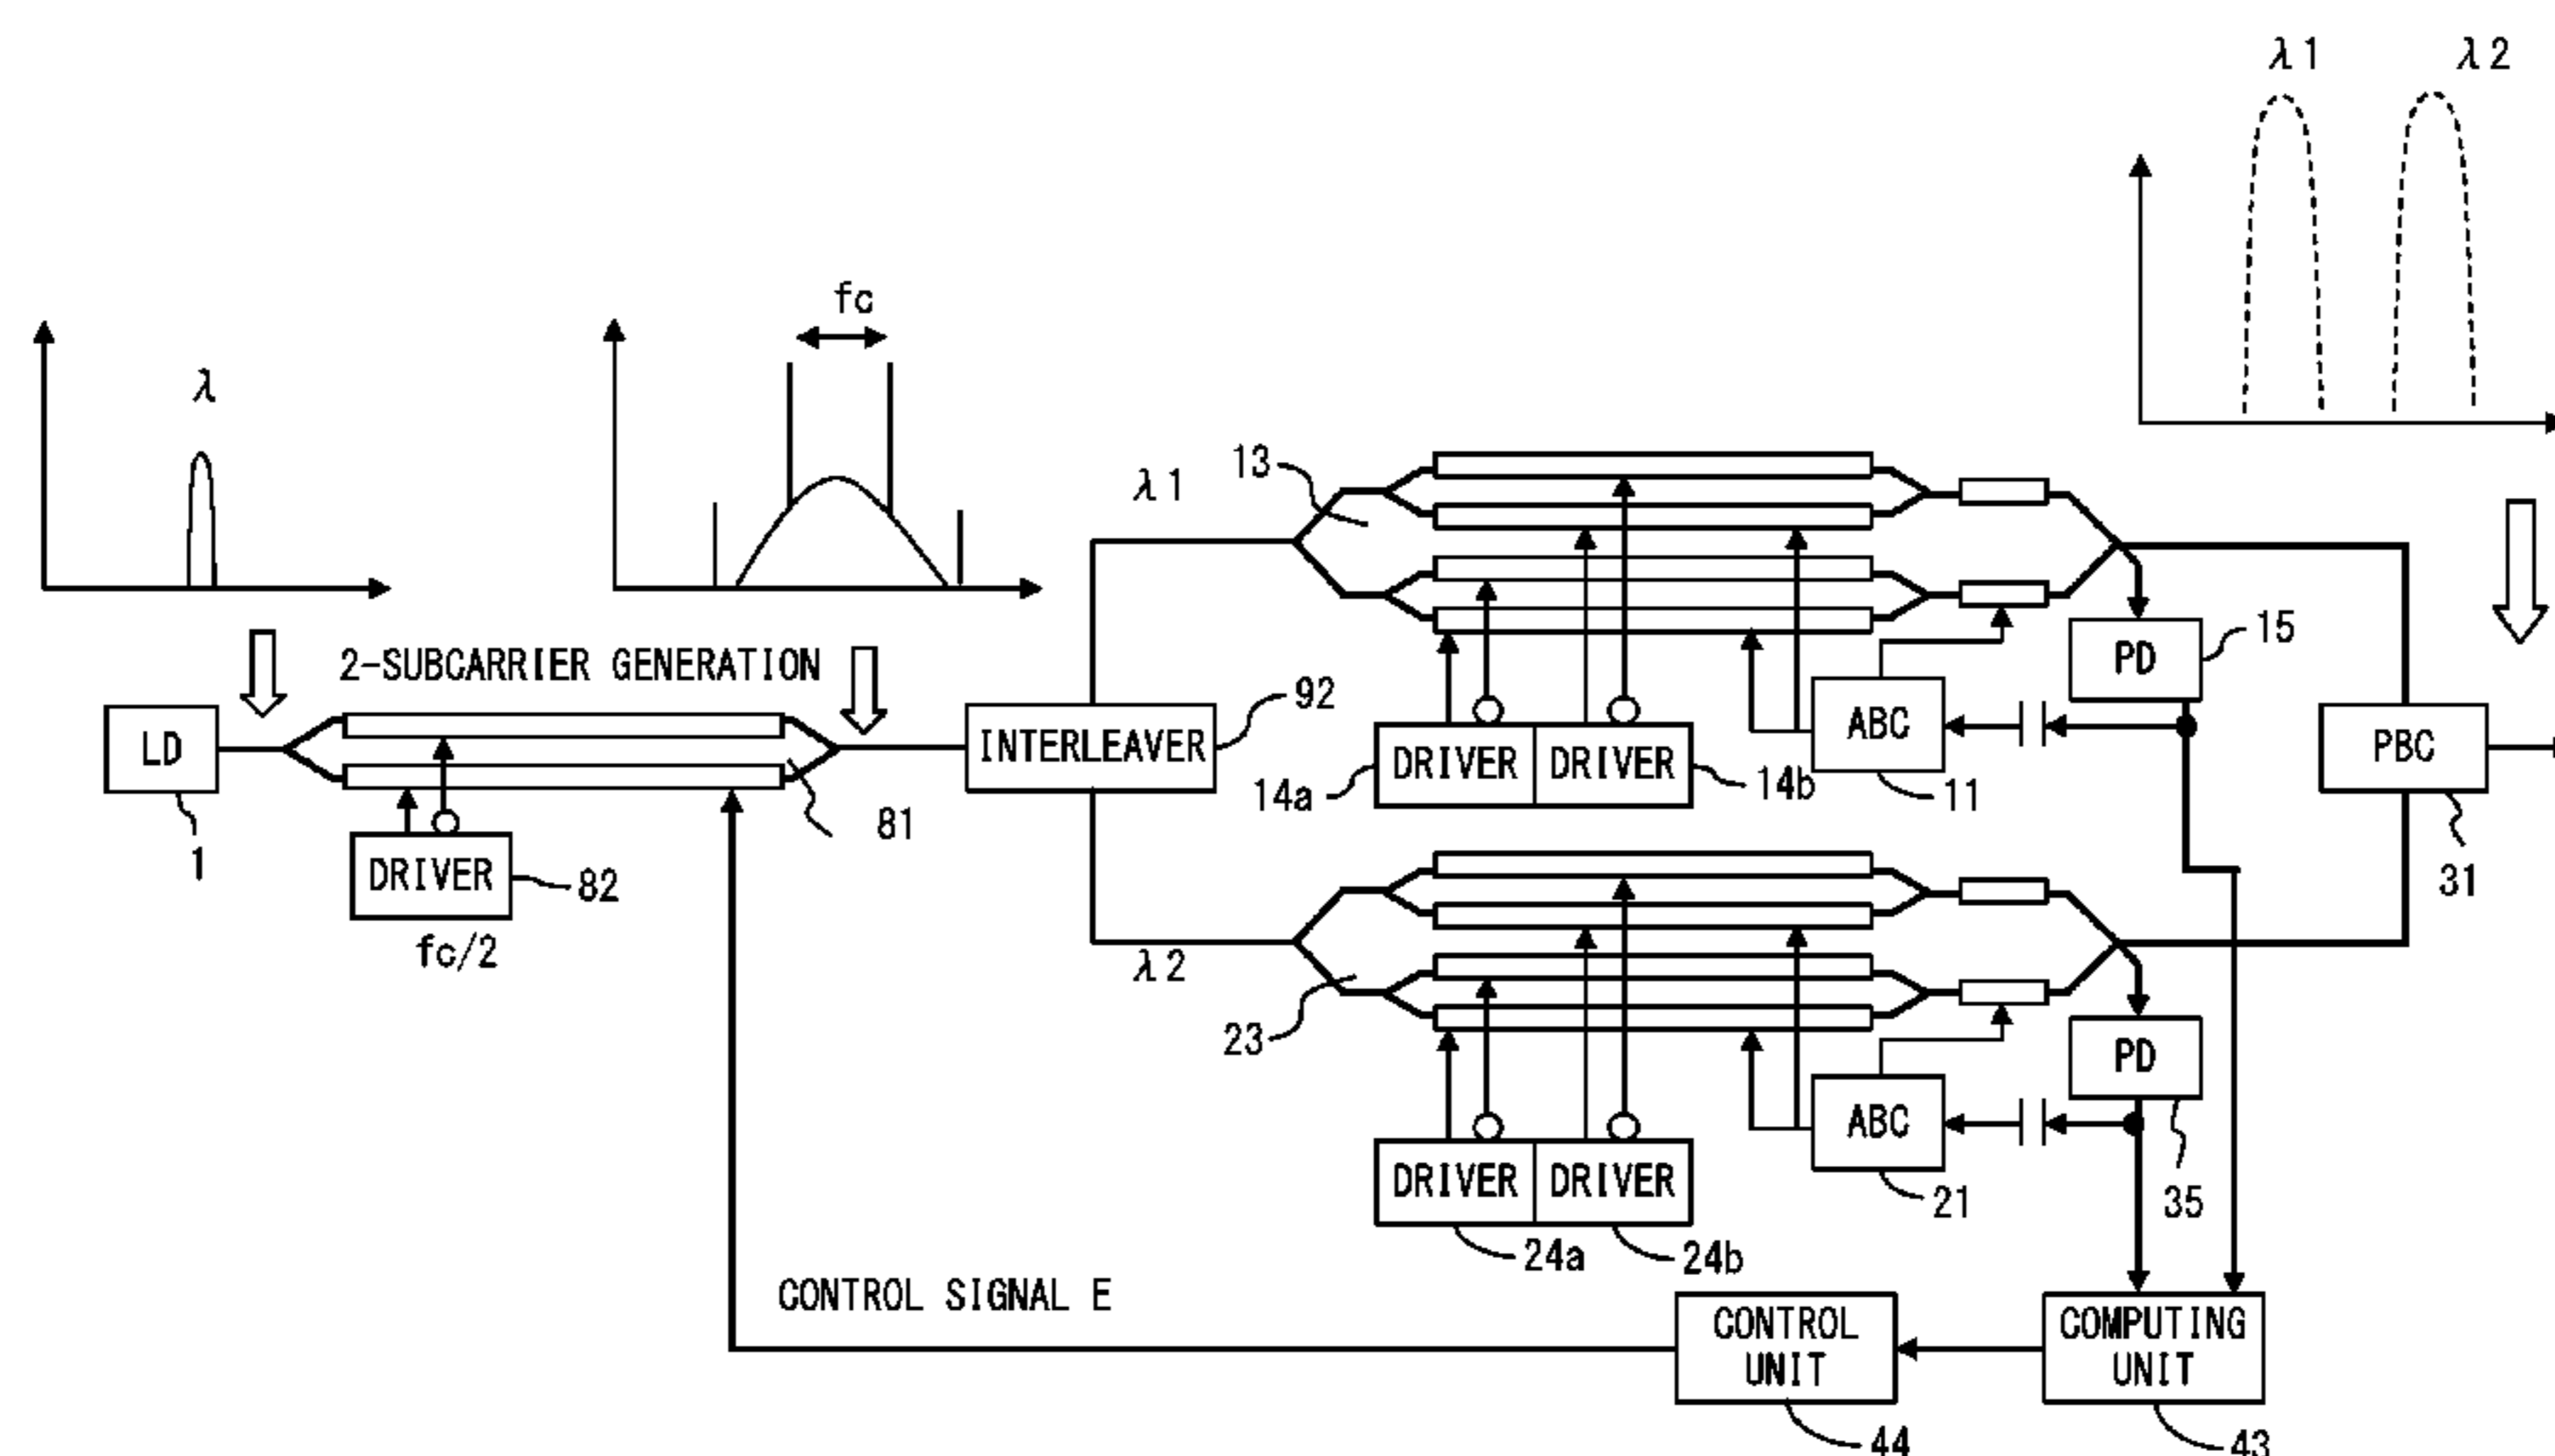 λ1
λ2
fc
λ
λ1
13
2-SUBCARRIER GENERATION
PD
15
LD
1
INTERLEAVER
92
DRIVER
DRIVER
14a
14b
ABC
11
PBC
31
81
DRIVER
82
fc/2
λ2
23
PD
35
DRIVER
DRIVER
24a
24b
ABC
21
CONTROL SIGNAL E
CONTROL
UNIT
44
COMPUTING
UNIT
43